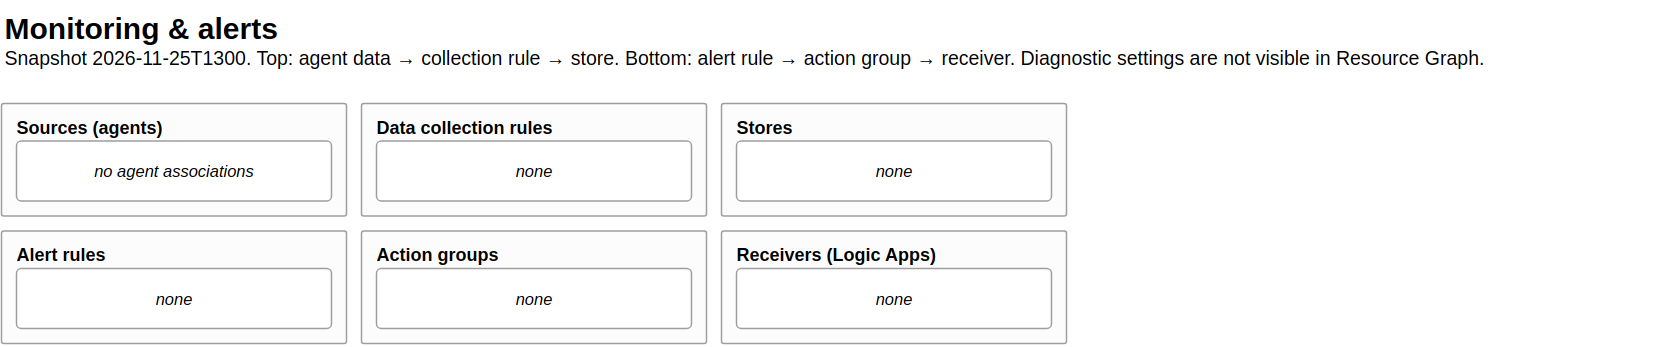 Monitoring & alerts
Snapshot 2026-11-25T1300. Top: agent data → collection rule → store. Bottom: alert rule → action group → receiver. Diagnostic settings are not visible in Resource Graph.
Sources (agents)
no agent associations
Data collection rules
none
Stores
none
Alert rules
none
Action groups
none
Receivers (Logic Apps)
none